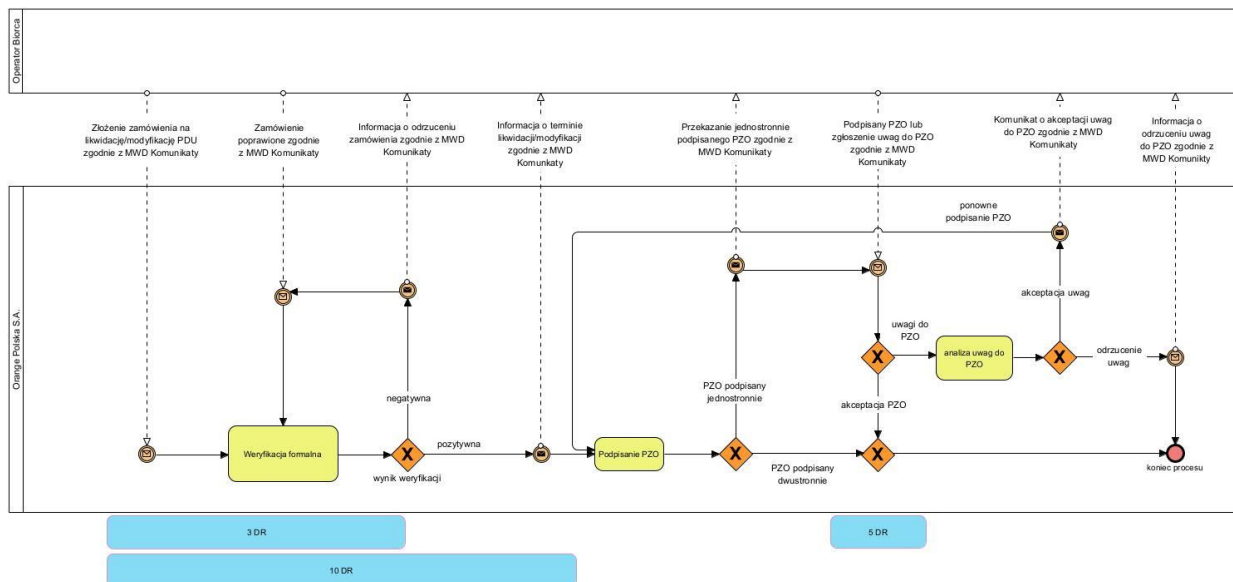 Operator Biorca
Złożenie zamówienia na
likwidację/modyfikację PDU
zgodnie z MWD Komunikaty
Zamówienie
poprawione zgodnie
z MWD Komunikaty
Informacja o odrzuceniu
zamówienia zgodnie z MWD
Komunikaty
Informacja o terminie
likwidacji/modyfikacji
zgodnie z MWD
Komunikaty
Przekazanie jednostronnie
podpisanego PZO zgodnie z
MWD Komunikaty
Podpisany PZO lub
zgłoszenie uwag do PZO
zgodnie z MWD
Komunikaty
Komunikat o akceptacji uwag
do PZO zgodnie z MWD
Komunikaty
Informacja o
odrzuceniu uwag
do PZO zgodnie z
MWD Komunikty
Orange Polska S.A.
ponowne
podpisanie PZO
akceptacja uwag
uwagi do
PZO
analiza uwag do
PZO
odrzucenie
uwag
PZO podpisany
jednostronnie
negatywna
akceptacja PZO
Weryfikacja formalna
pozytywna
wynik weryfikacji
Podpisanie PZO
PZO podpisany
dwustronnie
koniec procesu
3 DR
5 DR
10 DR